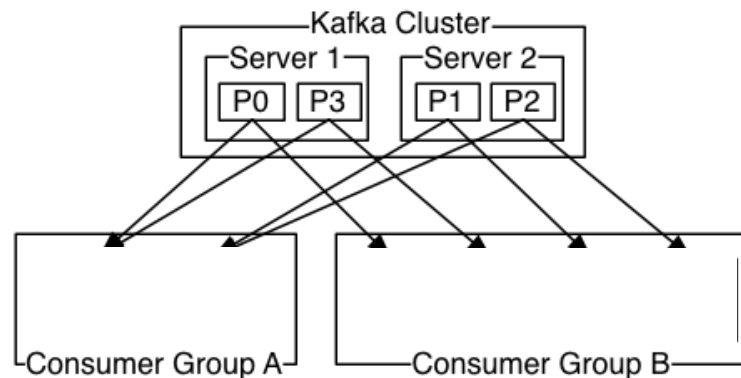 Kafka Cluster
Server 1 Server 2
P0 P3 P1 P2
Consumer Group A Consumer Group B